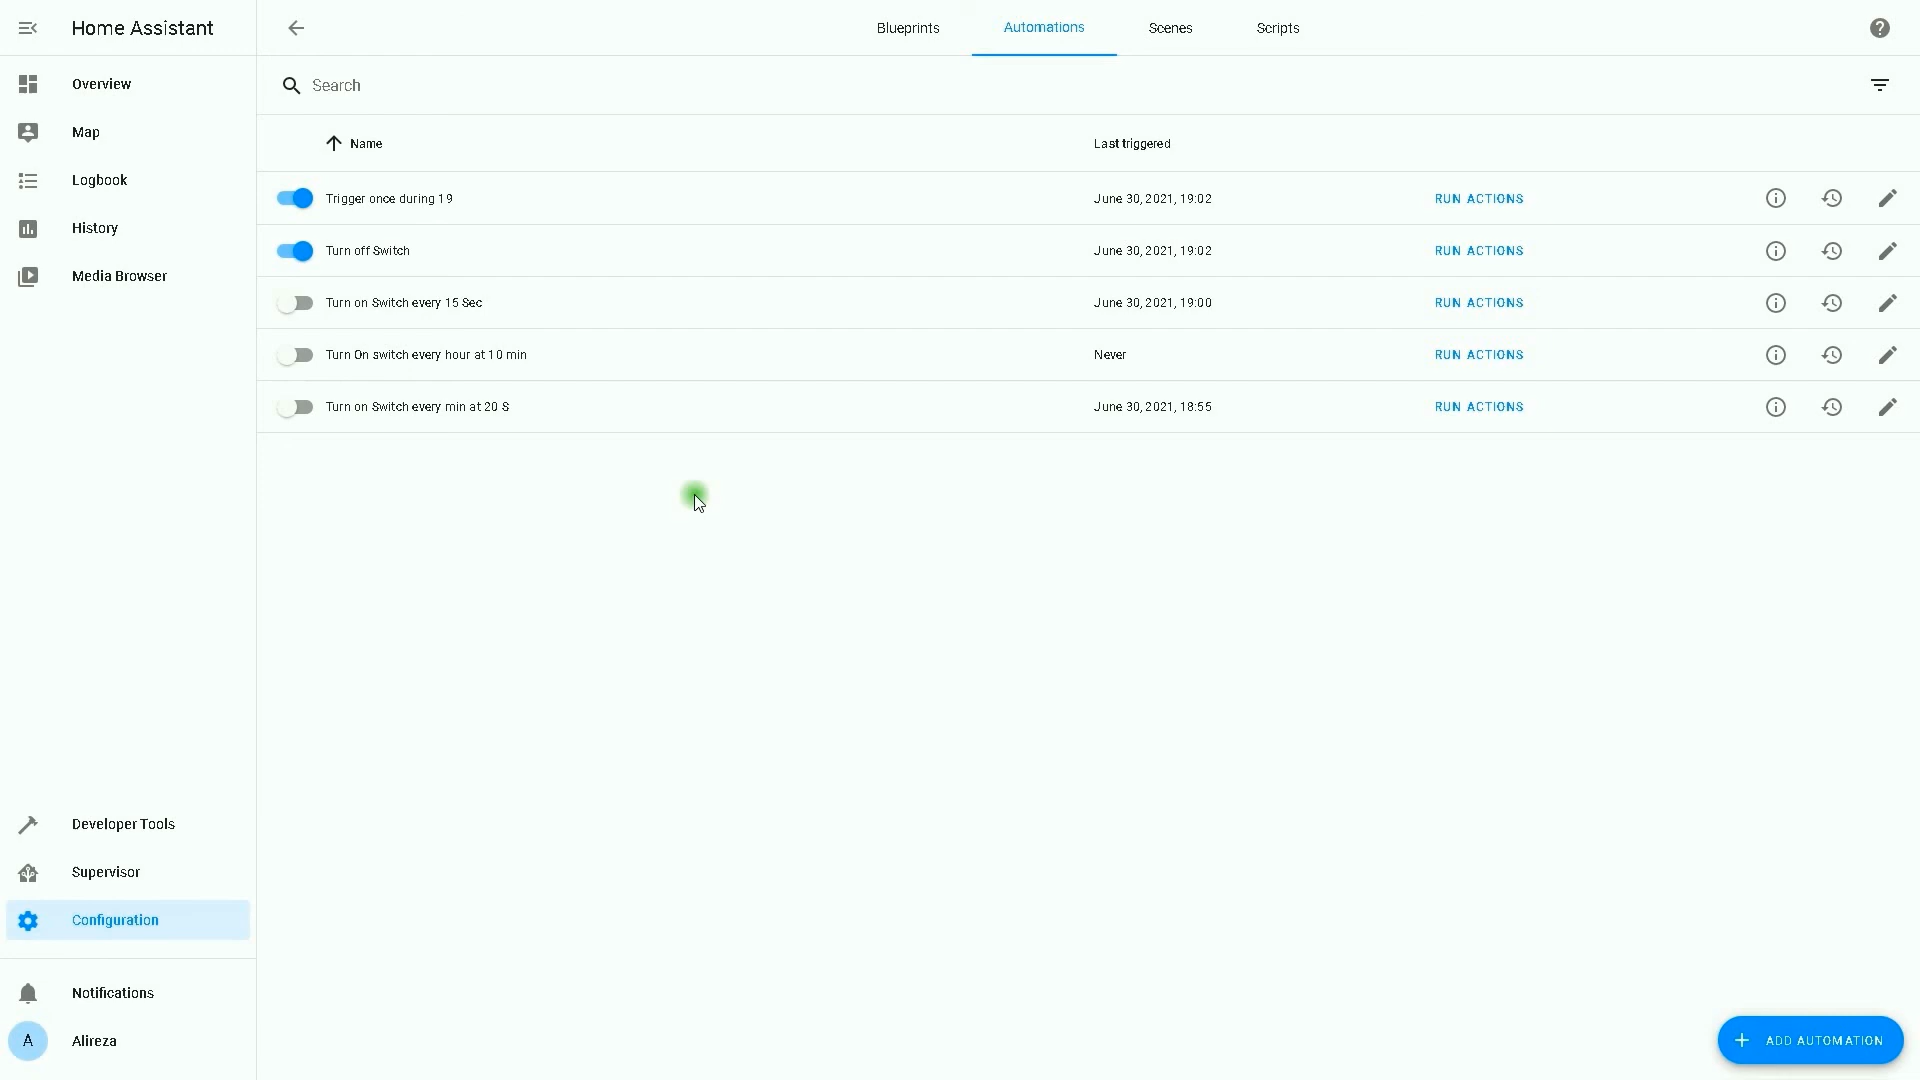 Home Assistant
Blueprints
Automations
Scenes
Scripts
Overview
Map
Logbook
History
Media Browser
Search
Name
Last triggered
Trigger once during 19
June 30, 2021, 19:02
RUN ACTIONS
Turn off Switch
June 30, 2021, 19:02
RUN ACTIONS
Turn on Switch every 15 Sec
June 30, 2021, 19:00
RUN ACTIONS
Turn On switch every hour at 10 min
Never
RUN ACTIONS
Turn on Switch every min at 20 S
June 30, 2021, 18:55
RUN ACTIONS
Developer Tools
Supervisor
Configuration
Notifications
A
Alireza
ADD AUTOMATION